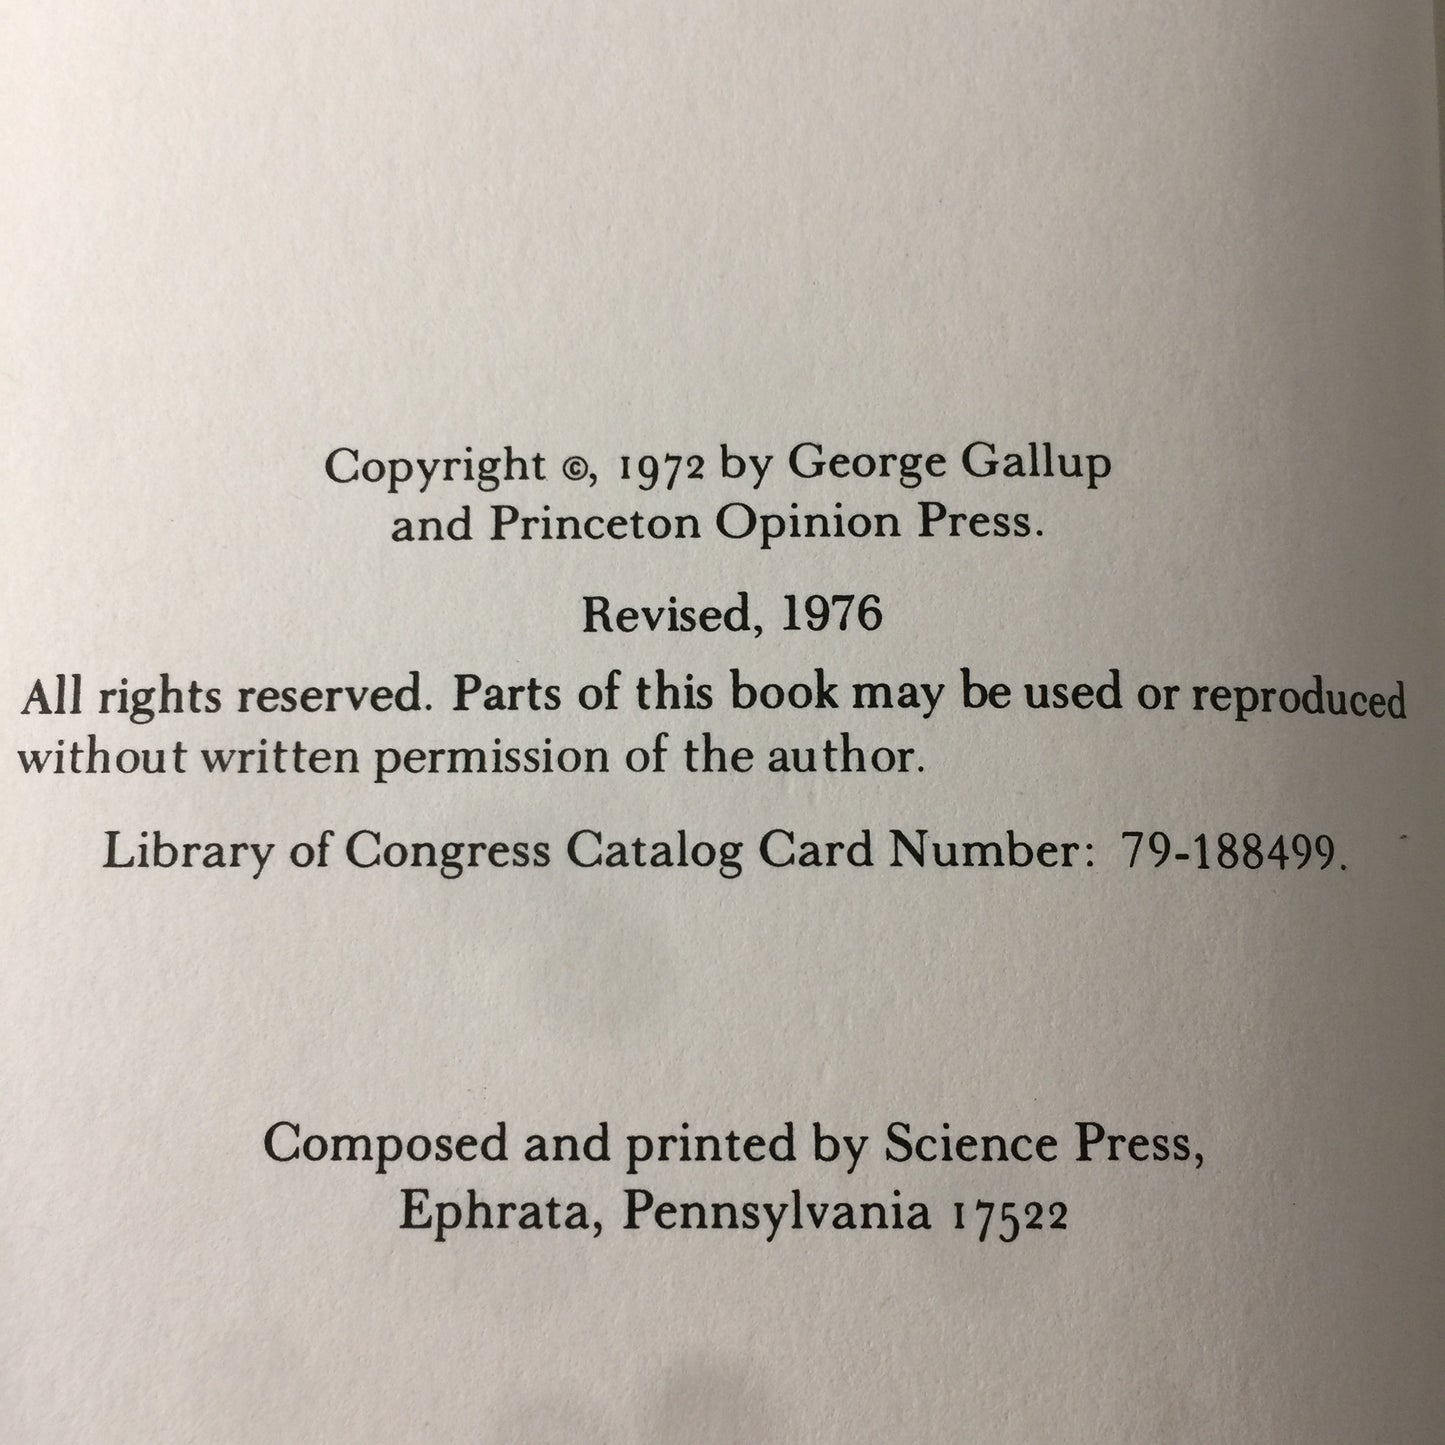 Copyright ©, 1972 by George Gallup
and Princeton Opinion Press.
Revised, 1976
All rights reserved. Parts of this book may be used or reproduced
without written permission of the author.
Library of Congress Catalog Card Number: 79-188499.
Composed and printed by Science Press,
Ephrata, Pennsylvania 17522